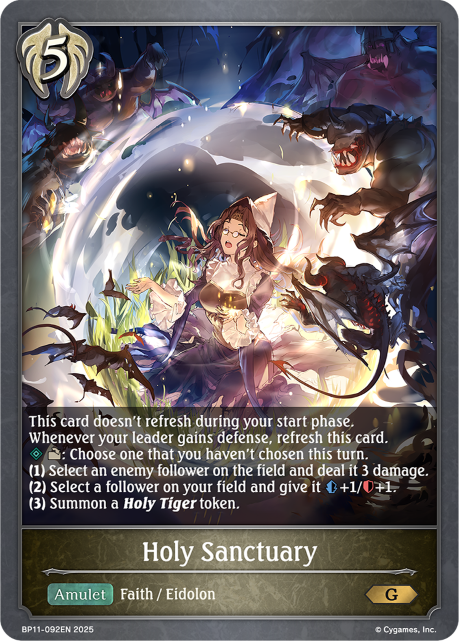 5
This card doesn't refresh during your start phase.
Whenever your leader gains defense, refresh this card.
: Choose one that you haven't chosen this turn.
(1) Select an enemy follower on the field and deal it 3 damage.
(2) Select a follower on your field and give it +1/+1.
(3) Summon a Holy Tiger token.
Holy Sanctuary
Amulet Faith / Eidolon G
BP11-092EN 2025 © Cygames, Inc.